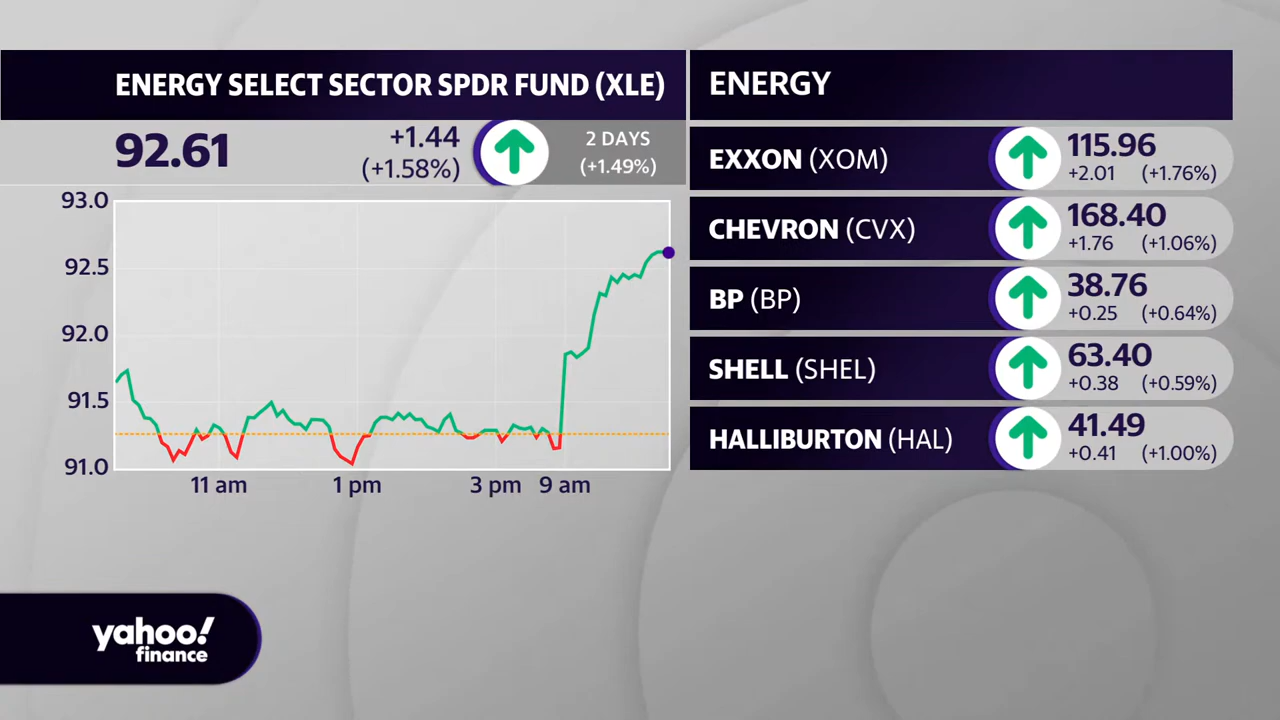 ENERGY SELECT SECTOR SPDR FUND (XLE)
92.61
+1.44
(+1.58%)
2 DAYS
(+1.49%)
93.0
92.5
92.0
91.5
91.0
11 am
1 pm
3 pm
9 am
ENERGY
EXXON (XOM)
115.96
+2.01 (+1.76%)
CHEVRON (CVX)
168.40
+1.76 (+1.06%)
BP (BP)
38.76
+0.25 (+0.64%)
SHELL (SHEL)
63.40
+0.38 (+0.59%)
HALLIBURTON (HAL)
41.49
+0.41 (+1.00%)
yahoo!
finance